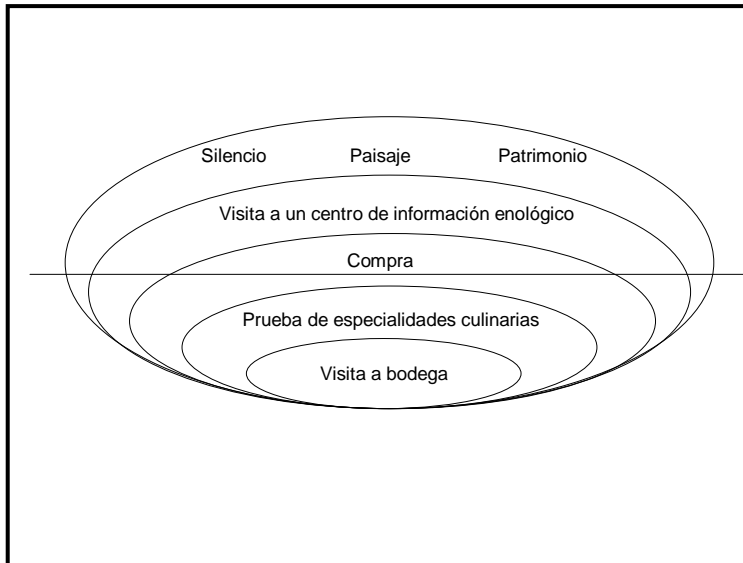 Silencio Paisaje Patrimonio
Visita a un centro de información enológico
Compra
Prueba de especialidades culinarias
Visita a bodega